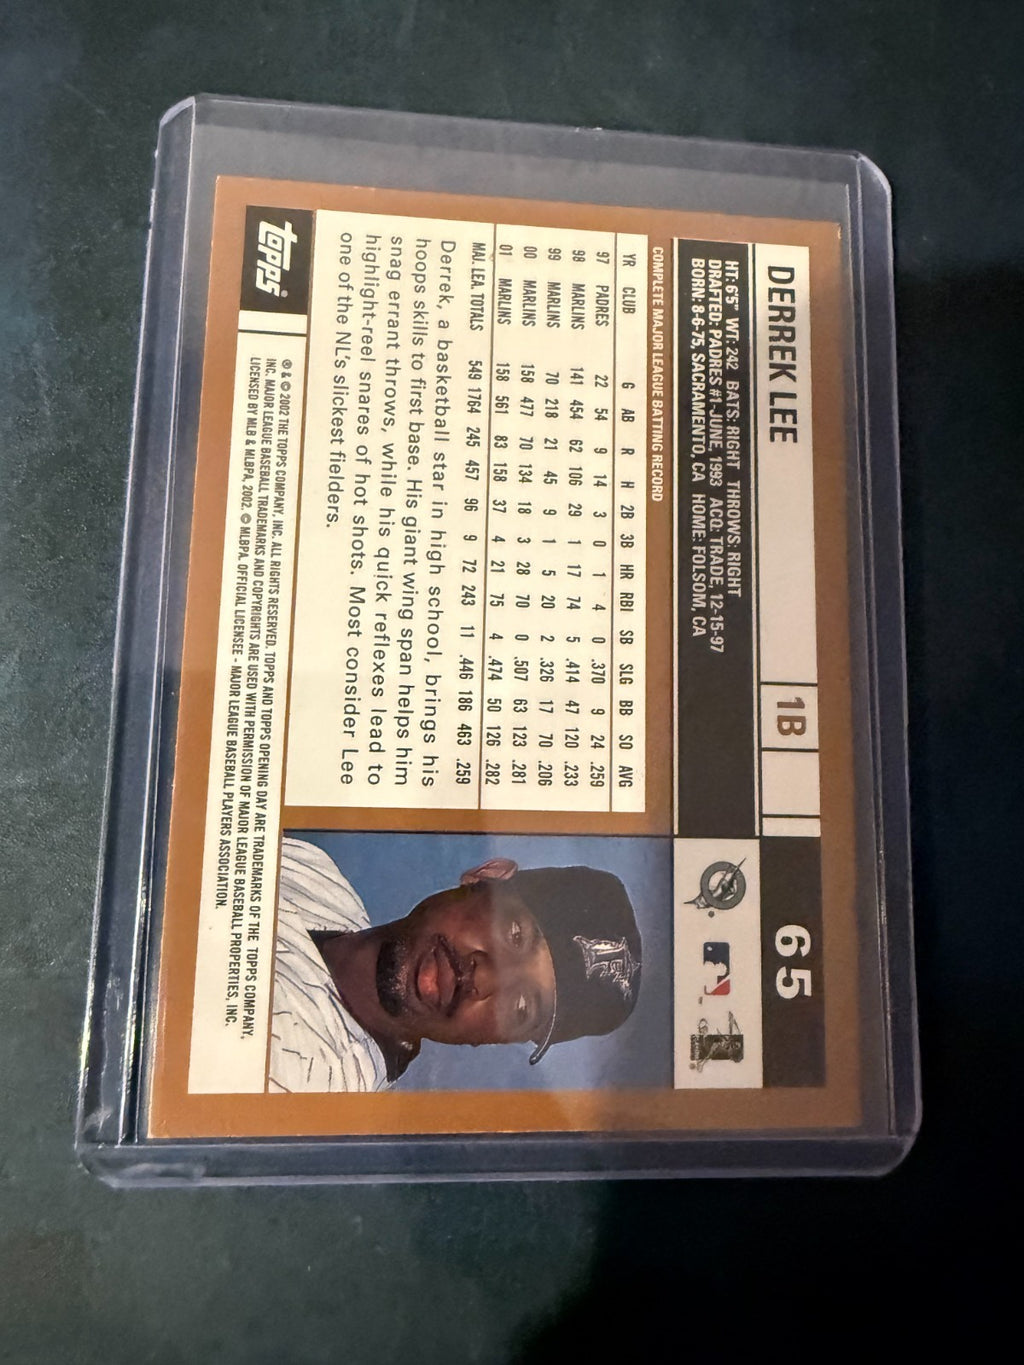 DERREK LEE 1B 65
HT: 6'5" WT: 242 BATS: RIGHT THROWS: RIGHT
DRAFTED: PADRES #1-JUNE, 1993 ACQ: TRADE, 12-15-97
BORN: 8-6-75, SACRAMENTO, CA HOME: FOLSOM, CA
COMPLETE MAJOR LEAGUE BATTING RECORD
YR CLUB G AB R H 2B 3B HR RBI SB SLG BB SO AVG
97 PADRES 22 54 9 14 3 0 1 4 0 .370 9 24 .259
98 MARLINS 141 454 62 106 29 1 17 74 5 .414 47 120 .233
99 MARLINS 70 218 21 45 9 1 5 20 2 .326 17 70 .206
00 MARLINS 158 477 70 134 18 3 28 70 0 .507 63 123 .281
01 MARLINS 158 561 83 158 37 4 21 75 4 .474 50 126 .282
MAJ. LEA. TOTALS 549 1764 245 457 96 9 72 243 11 .446 186 463 .259
Derrek, a basketball star in high school, brings his
hoops skills to first base. His giant wing span helps him
snag errant throws, while his quick reflexes lead to
highlight-reel snares of hot shots. Most consider Lee
one of the NL's slickest fielders.
F
topps®
® & © 2002 THE TOPPS COMPANY, INC. ALL RIGHTS RESERVED. TOPPS AND TOPPS OPENING DAY ARE TRADEMARKS OF THE TOPPS COMPANY,
INC. MAJOR LEAGUE BASEBALL TRADEMARKS AND COPYRIGHTS ARE USED WITH PERMISSION OF MAJOR LEAGUE BASEBALL PROPERTIES, INC.
LICENSED BY MLB & MLBPA, 2002. © MLBPA. OFFICIAL LICENSEE - MAJOR LEAGUE BASEBALL PLAYERS ASSOCIATION.